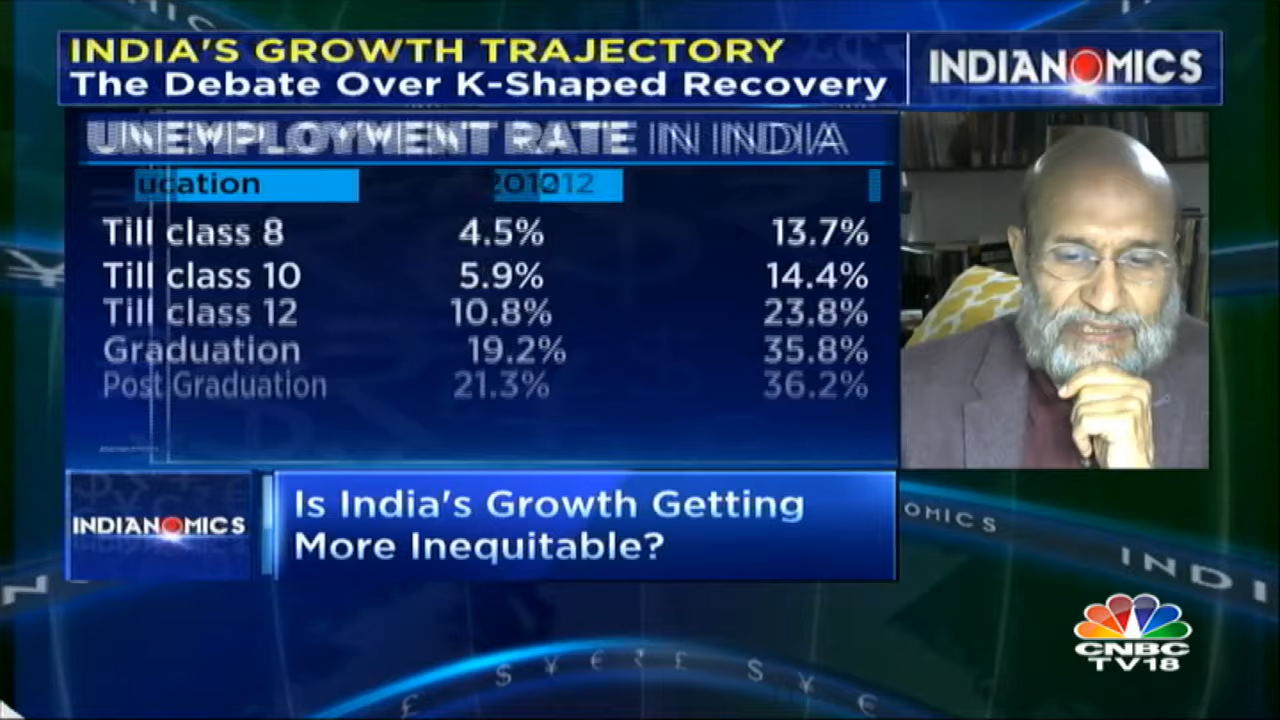 INDIA'S GROWTH TRAJECTORY
The Debate Over K-Shaped Recovery
INDIANOMICS
UNEMPLOYMENT RATE IN INDIA
ucation
Till class 8 4.5% 13.7%
Till class 10 5.9% 14.4%
Till class 12 10.8% 23.8%
Graduation 19.2% 35.8%
Post Graduation 21.3% 36.2%
INDIANOMICS
Is India's Growth Getting
More Inequitable?
OMICS
INDI
CNBC
TV18